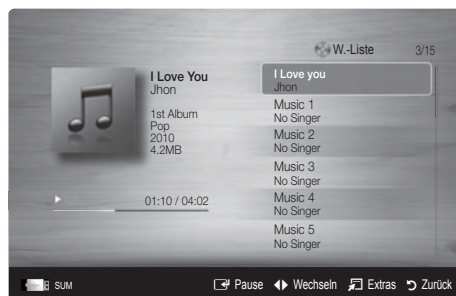 W.-Liste 3/15
I Love You
Jhon
1st Album
Pop
2010
4.2MB
01:10 / 04:02
I Love you
Jhon
Music 1
No Singer
Music 2
No Singer
Music 3
No Singer
Music 4
No Singer
Music 5
No Singer
SUM Pause Wechseln Extras Zurück